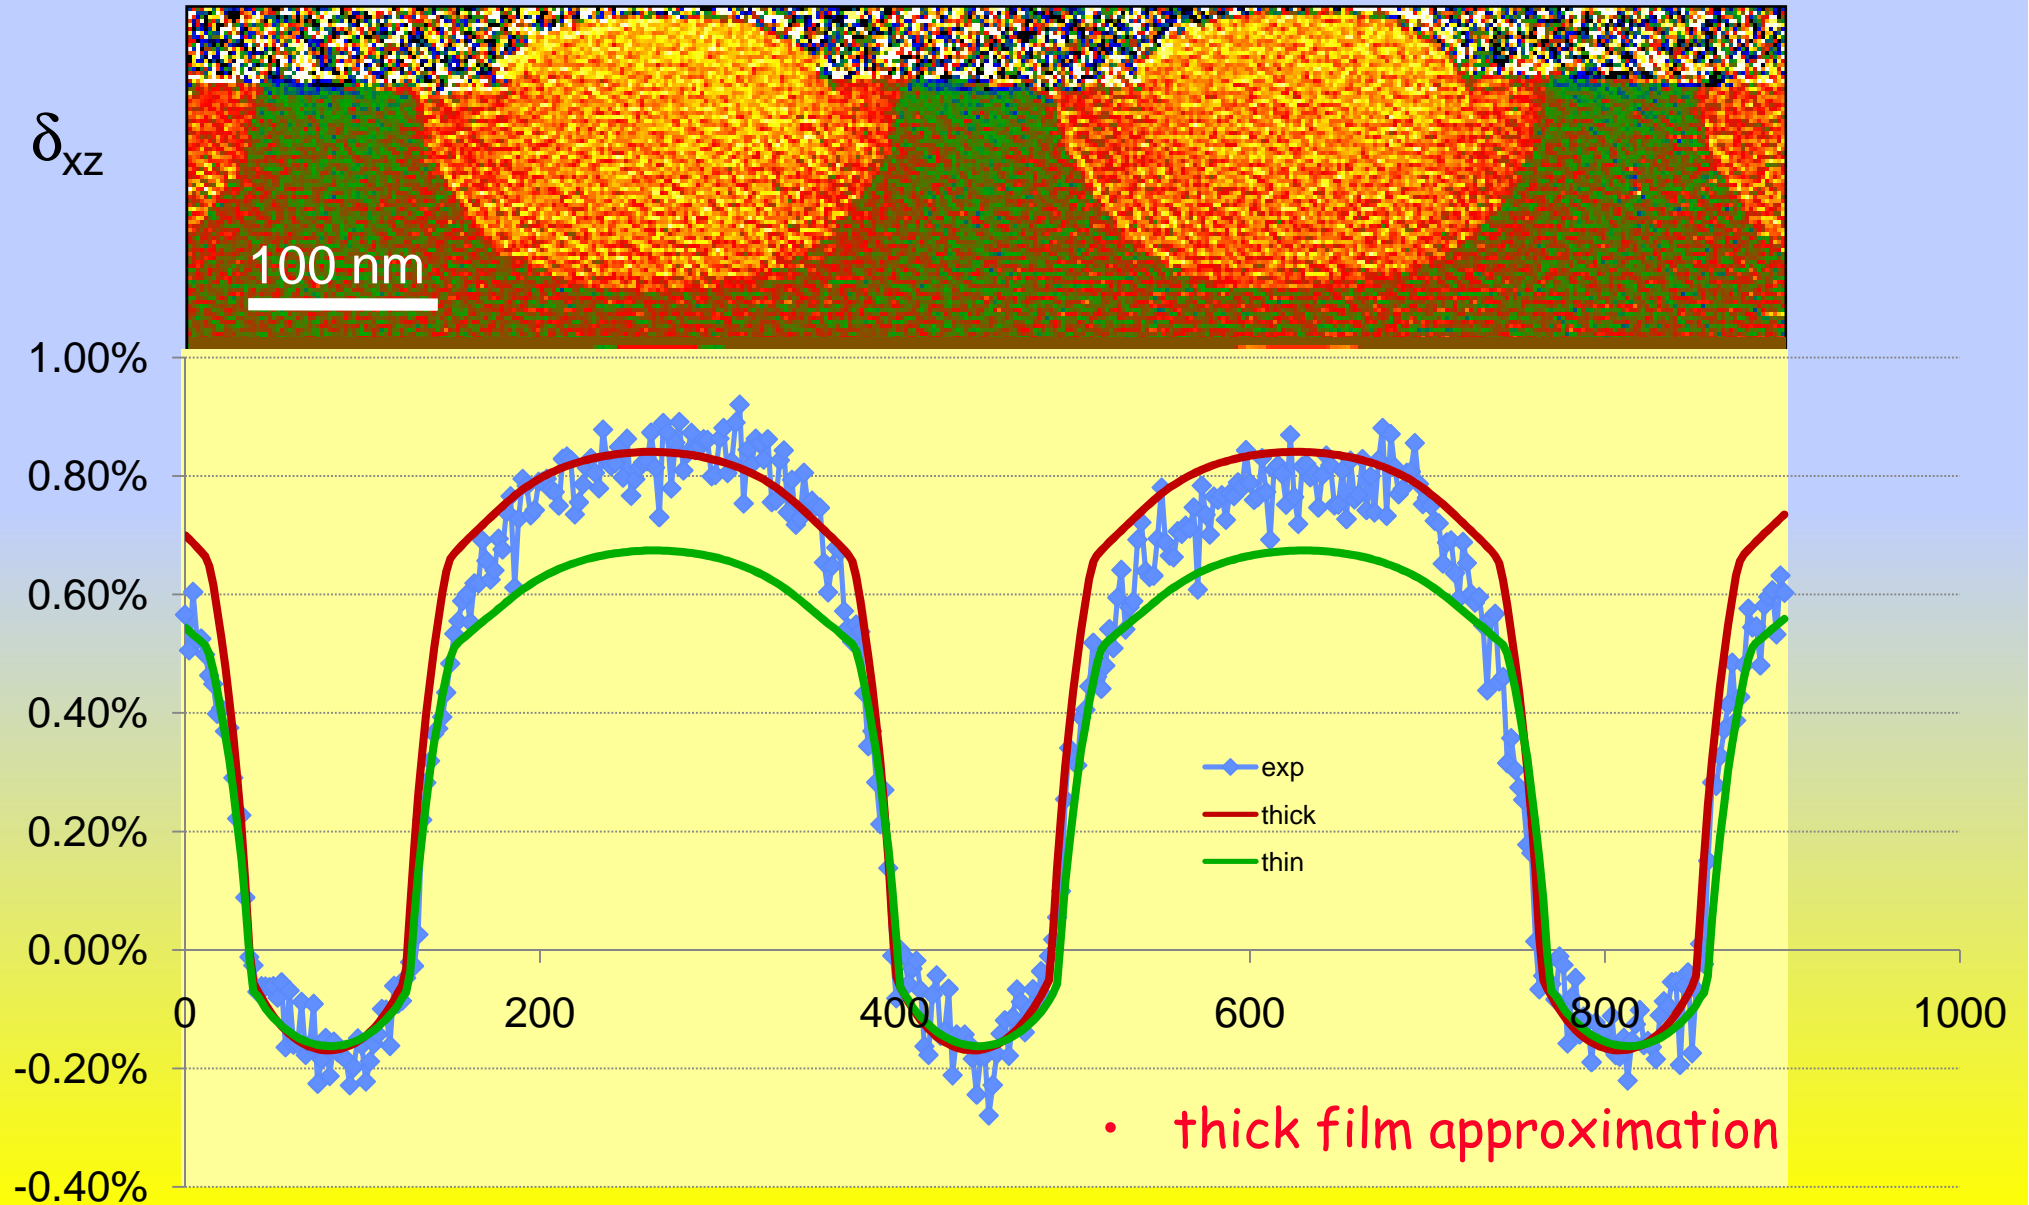 δxz
100 nm
1.00%
0.80%
0.60%
0.40%
0.20%
0.00%
-0.20%
-0.40%
0 200 400 600 800 1000
exp
thick
thin
• thick film approximation